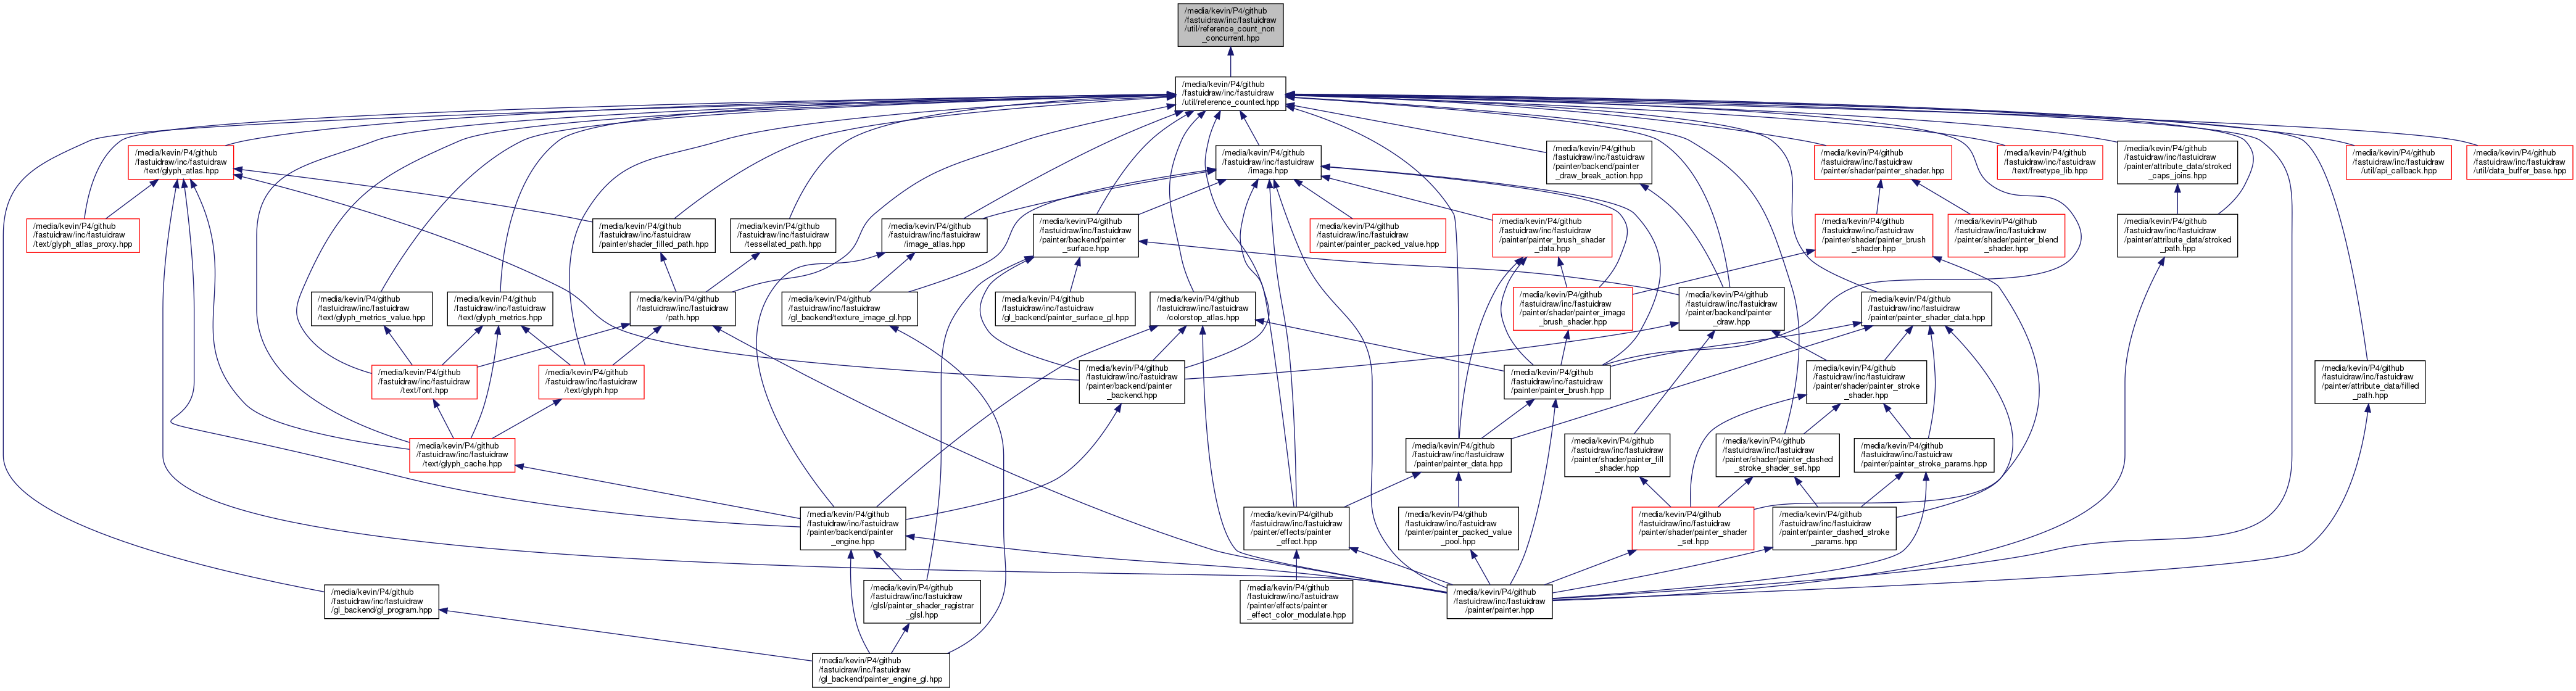 /media/kevin/P4/github
/fastuidraw/inc/fastuidraw
/util/reference_count_non
_concurrent.hpp
/media/kevin/P4/github
/fastuidraw/inc/fastuidraw
/util/reference_counted.hpp
/media/kevin/P4/github
/fastuidraw/inc/fastuidraw
/text/glyph_atlas.hpp
/media/kevin/P4/github
/fastuidraw/inc/fastuidraw
/image.hpp
/media/kevin/P4/github
/fastuidraw/inc/fastuidraw
/painter/backend/painter
_draw_break_action.hpp
/media/kevin/P4/github
/fastuidraw/inc/fastuidraw
/painter/shader/painter_shader.hpp
/media/kevin/P4/github
/fastuidraw/inc/fastuidraw
/text/freetype_lib.hpp
/media/kevin/P4/github
/fastuidraw/inc/fastuidraw
/painter/attribute_data/stroked
_caps_joins.hpp
/media/kevin/P4/github
/fastuidraw/inc/fastuidraw
/util/api_callback.hpp
/media/kevin/P4/github
/fastuidraw/inc/fastuidraw
/util/data_buffer_base.hpp
/media/kevin/P4/github
/fastuidraw/inc/fastuidraw
/text/glyph_atlas_proxy.hpp
/media/kevin/P4/github
/fastuidraw/inc/fastuidraw
/painter/shader_filled_path.hpp
/media/kevin/P4/github
/fastuidraw/inc/fastuidraw
/tessellated_path.hpp
/media/kevin/P4/github
/fastuidraw/inc/fastuidraw
/image_atlas.hpp
/media/kevin/P4/github
/fastuidraw/inc/fastuidraw
/painter/backend/painter
_surface.hpp
/media/kevin/P4/github
/fastuidraw/inc/fastuidraw
/painter/painter_packed_value.hpp
/media/kevin/P4/github
/fastuidraw/inc/fastuidraw
/painter/painter_brush_shader
_data.hpp
/media/kevin/P4/github
/fastuidraw/inc/fastuidraw
/painter/shader/painter_brush
_shader.hpp
/media/kevin/P4/github
/fastuidraw/inc/fastuidraw
/painter/shader/painter_blend
_shader.hpp
/media/kevin/P4/github
/fastuidraw/inc/fastuidraw
/painter/attribute_data/stroked
_path.hpp
/media/kevin/P4/github
/fastuidraw/inc/fastuidraw
/text/glyph_metrics_value.hpp
/media/kevin/P4/github
/fastuidraw/inc/fastuidraw
/text/glyph_metrics.hpp
/media/kevin/P4/github
/fastuidraw/inc/fastuidraw
/path.hpp
/media/kevin/P4/github
/fastuidraw/inc/fastuidraw
/gl_backend/texture_image_gl.hpp
/media/kevin/P4/github
/fastuidraw/inc/fastuidraw
/gl_backend/painter_surface_gl.hpp
/media/kevin/P4/github
/fastuidraw/inc/fastuidraw
/colorstop_atlas.hpp
/media/kevin/P4/github
/fastuidraw/inc/fastuidraw
/painter/shader/painter_image
_brush_shader.hpp
/media/kevin/P4/github
/fastuidraw/inc/fastuidraw
/painter/backend/painter
_draw.hpp
/media/kevin/P4/github
/fastuidraw/inc/fastuidraw
/painter/painter_shader_data.hpp
/media/kevin/P4/github
/fastuidraw/inc/fastuidraw
/text/font.hpp
/media/kevin/P4/github
/fastuidraw/inc/fastuidraw
/text/glyph.hpp
/media/kevin/P4/github
/fastuidraw/inc/fastuidraw
/painter/backend/painter
_backend.hpp
/media/kevin/P4/github
/fastuidraw/inc/fastuidraw
/painter/painter_brush.hpp
/media/kevin/P4/github
/fastuidraw/inc/fastuidraw
/painter/shader/painter_stroke
_shader.hpp
/media/kevin/P4/github
/fastuidraw/inc/fastuidraw
/painter/attribute_data/filled
_path.hpp
/media/kevin/P4/github
/fastuidraw/inc/fastuidraw
/text/glyph_cache.hpp
/media/kevin/P4/github
/fastuidraw/inc/fastuidraw
/painter/painter_data.hpp
/media/kevin/P4/github
/fastuidraw/inc/fastuidraw
/painter/shader/painter_fill
_shader.hpp
/media/kevin/P4/github
/fastuidraw/inc/fastuidraw
/painter/shader/painter_dashed
_stroke_shader_set.hpp
/media/kevin/P4/github
/fastuidraw/inc/fastuidraw
/painter/painter_stroke_params.hpp
/media/kevin/P4/github
/fastuidraw/inc/fastuidraw
/painter/backend/painter
_engine.hpp
/media/kevin/P4/github
/fastuidraw/inc/fastuidraw
/painter/effects/painter
_effect.hpp
/media/kevin/P4/github
/fastuidraw/inc/fastuidraw
/painter/painter_packed_value
_pool.hpp
/media/kevin/P4/github
/fastuidraw/inc/fastuidraw
/painter/shader/painter_shader
_set.hpp
/media/kevin/P4/github
/fastuidraw/inc/fastuidraw
/painter/painter_dashed_stroke
_params.hpp
/media/kevin/P4/github
/fastuidraw/inc/fastuidraw
/gl_backend/gl_program.hpp
/media/kevin/P4/github
/fastuidraw/inc/fastuidraw
/glsl/painter_shader_registrar
_glsl.hpp
/media/kevin/P4/github
/fastuidraw/inc/fastuidraw
/painter/effects/painter
_effect_color_modulate.hpp
/media/kevin/P4/github
/fastuidraw/inc/fastuidraw
/painter/painter.hpp
/media/kevin/P4/github
/fastuidraw/inc/fastuidraw
/gl_backend/painter_engine_gl.hpp